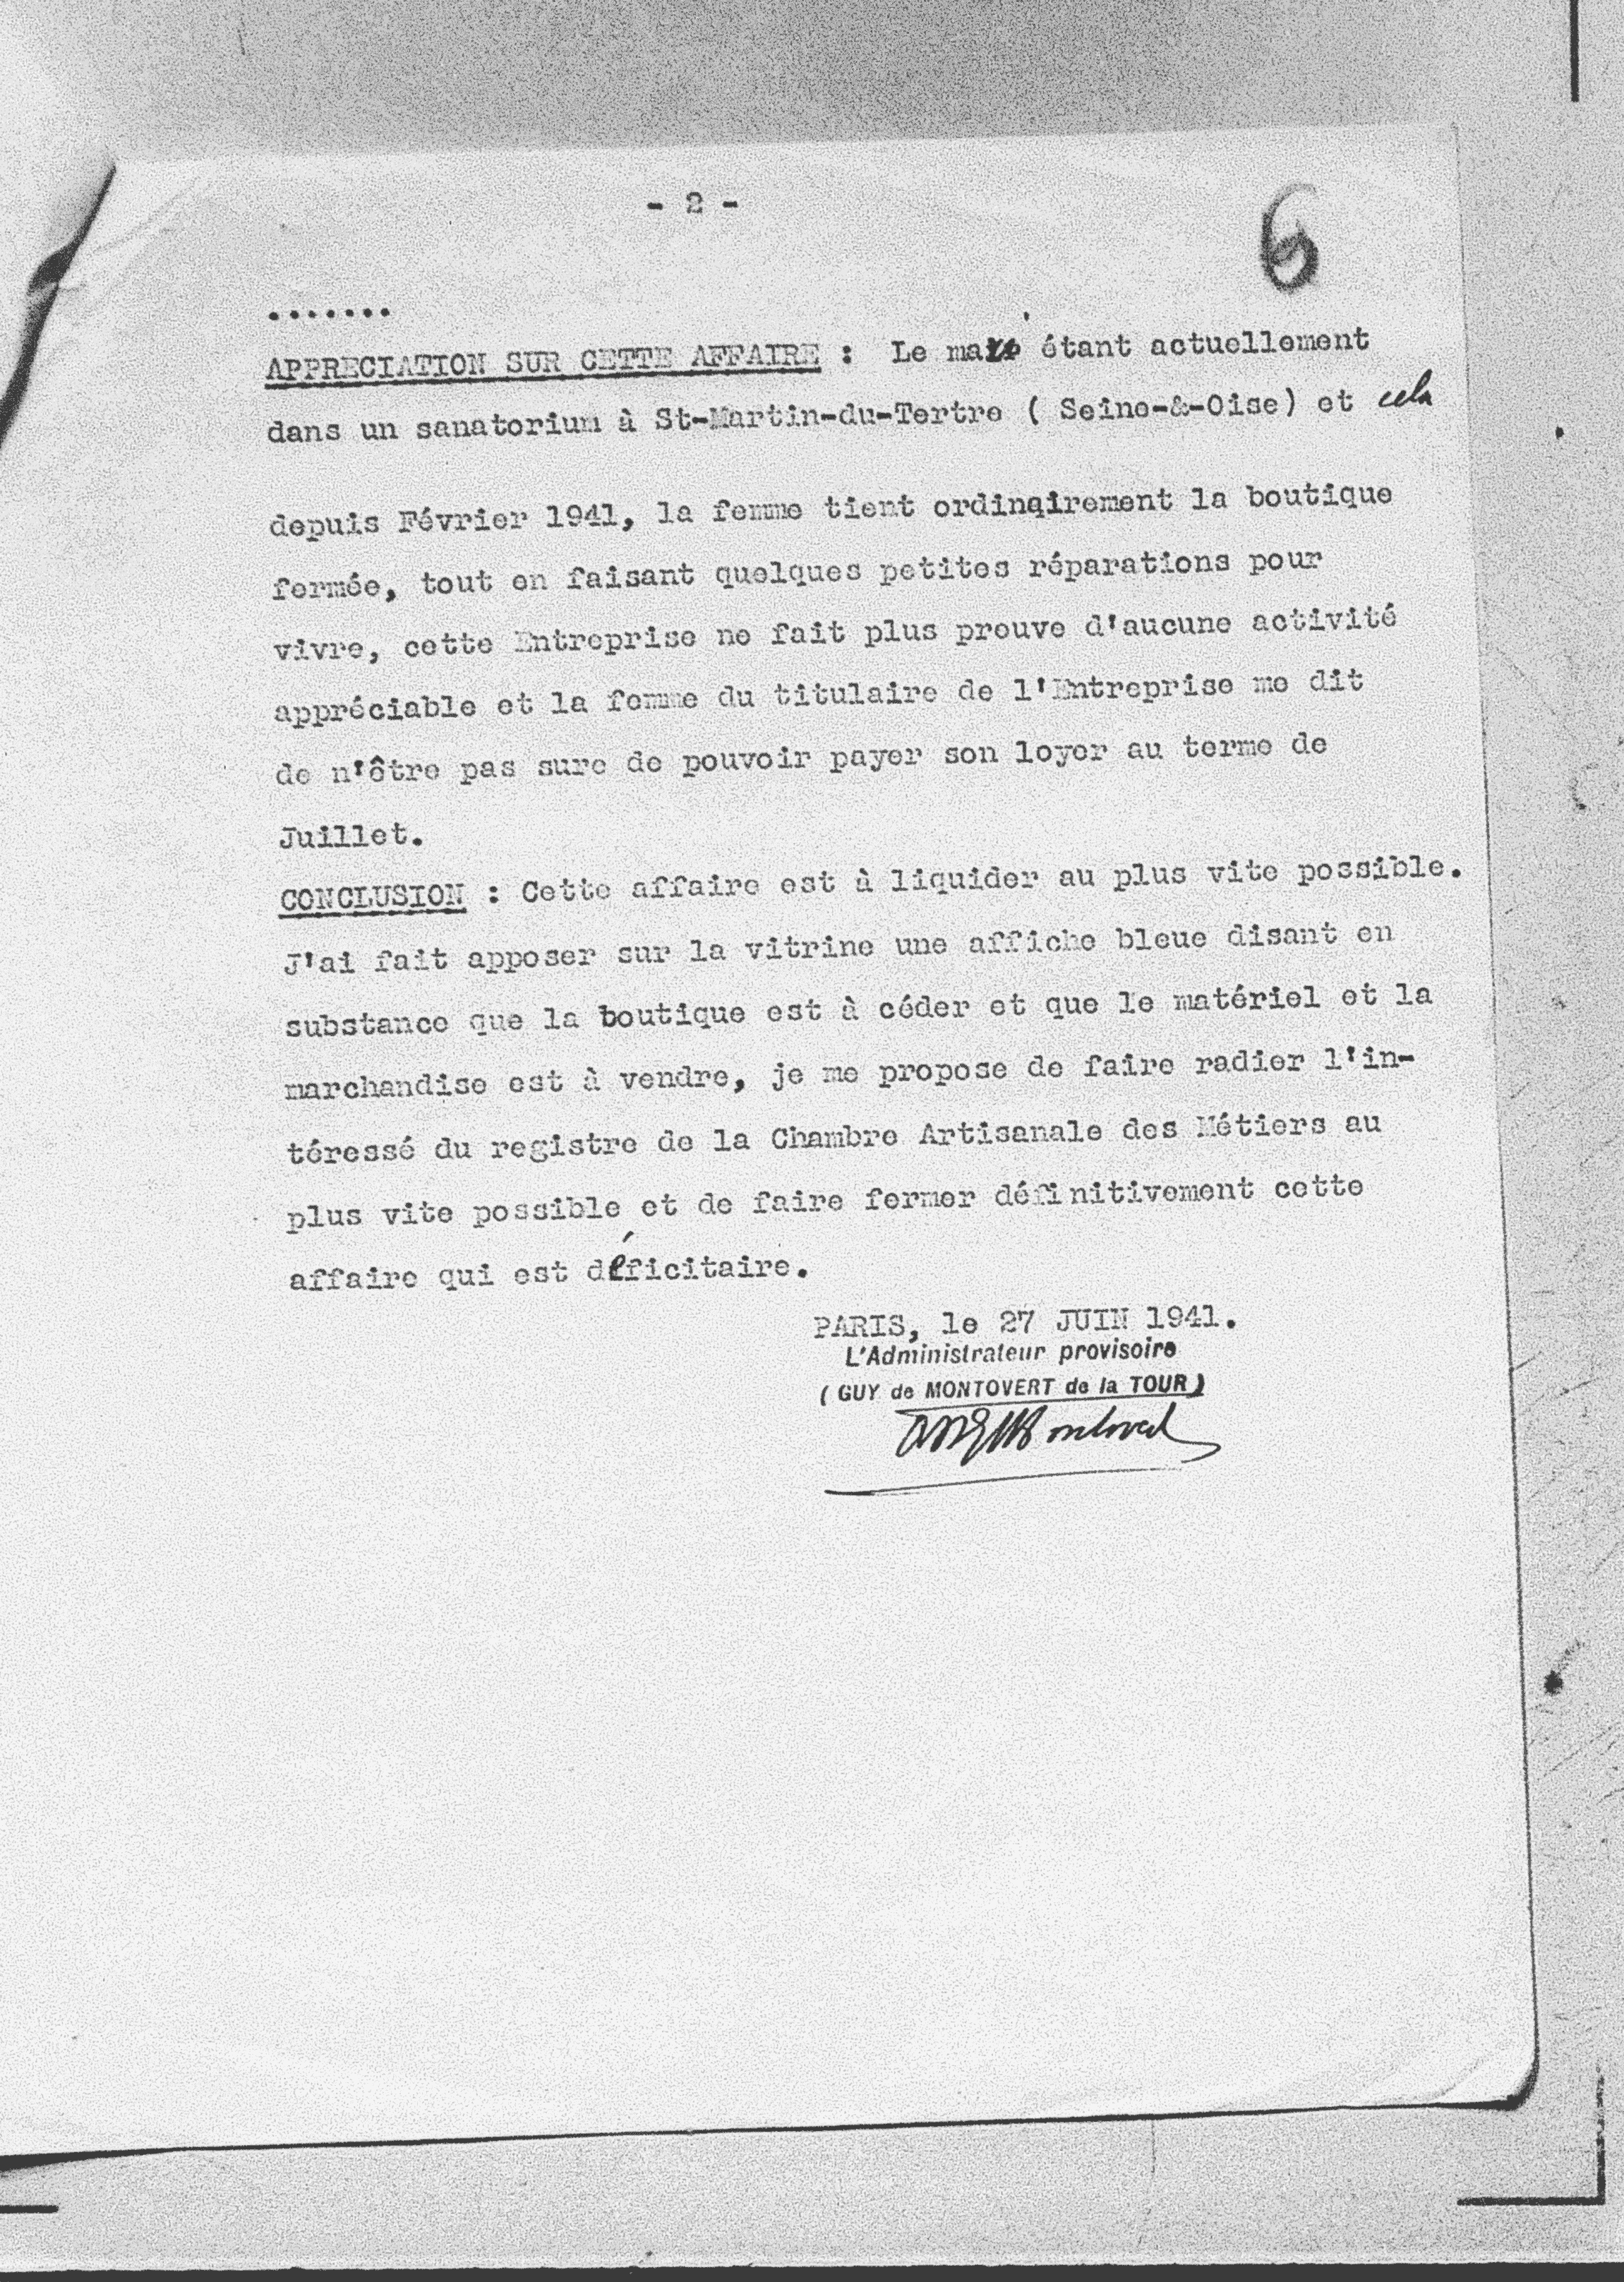 - 2 -
6
.......
APPRECIATION SUR CETTE AFFAIRE : Le mari étant actuellement
dans un sanatorium à St-Martin-du-Tertre ( Seine-&-Oise) et cela
depuis Février 1941, la femme tient ordinairement la boutique
fermée, tout en faisant quelques petites réparations pour
vivre, cette Entreprise ne fait plus preuve d'aucune activité
appréciable et la femme du titulaire de l'Entreprise me dit
de n'être pas sure de pouvoir payer son loyer au terme de
Juillet.
CONCLUSION : Cette affaire est à liquider au plus vite possible.
J'ai fait apposer sur la vitrine une affiche bleue disant en
substance que la boutique est à céder et que le matériel et la
marchandise est à vendre, je me propose de faire radier l'in-
téressé du registre de la Chambre Artisanale des Métiers au
plus vite possible et de faire fermer définitivement cette
affaire qui est déficitaire.
PARIS, le 27 JUIN 1941.
L'Administrateur provisoire
( GUY de MONTOVERT de la TOUR )